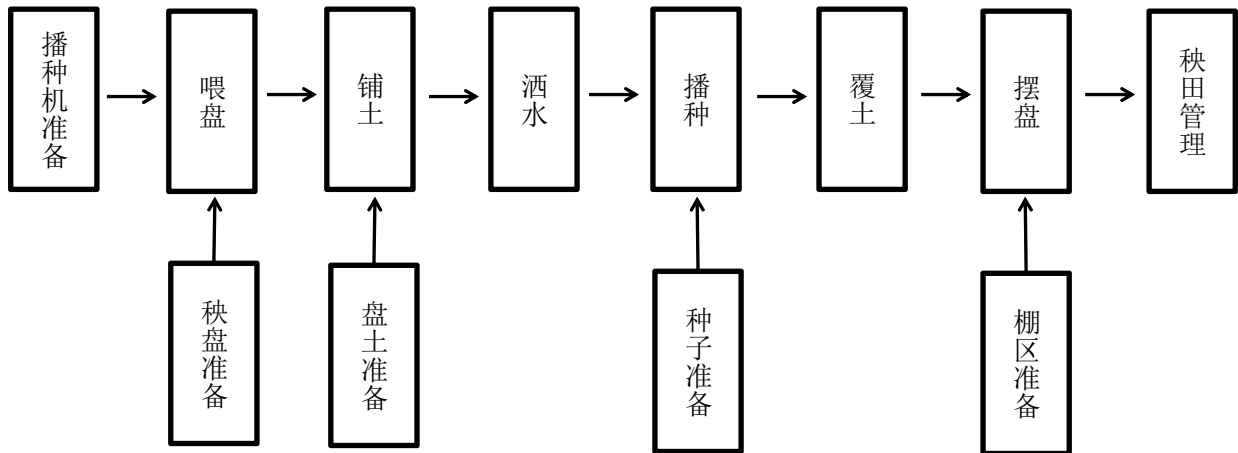 播种机准备
喂盘
铺土
洒水
播种
覆土
摆盘
秧田管理
秧盘准备
盘土准备
种子准备
棚区准备